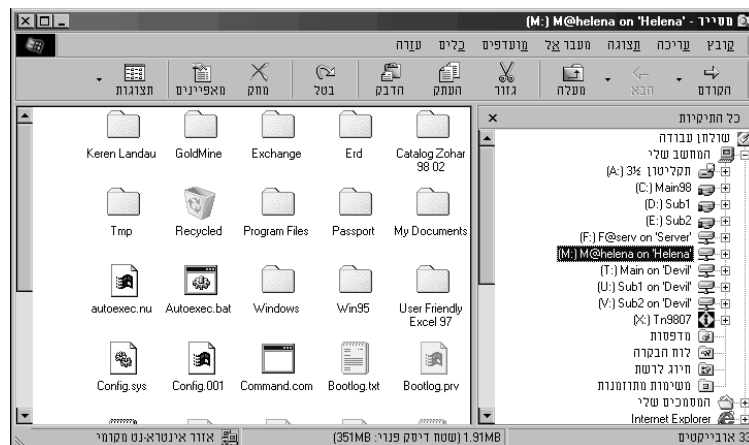 מסייר - 'M:) M@helena on 'Helena)
קובץ עריכה תצוגה מעבר אל מועדפים כלים עזרה
הקודם הבא מעלה גזור העתק הדבק בטל מחק מאפיינים תצוגות
כל התיקיות
שולחן עבודה
המחשב שלי
תקליטון 3½ (A:)
Main98 (C:)
Sub1 (D:)
Sub2 (E:)
(F:) F@serv on 'Server'
(M:) M@helena on 'Helena'
(T:) Main on 'Devil'
(U:) Sub1 on 'Devil'
(V:) Sub2 on 'Devil'
(X:) Tn9807
מדפסות
לוח הבקרה
חיוג לרשת
משימות מתוזמנות
המסמכים שלי
Internet Explorer
Keren Landau GoldMine Exchange Erd Catalog Zohar 98 02
Tmp Recycled Program Files Passport My Documents
autoexec.nu Autoexec.bat Windows Win95 User Friendly Excel 97
Config.sys Config.001 Command.com Bootlog.txt Bootlog.prv
33 אובייקטים
1.91MB (שטח דיסק פנוי: 351MB)
אזור אינטרא-נט מקומי